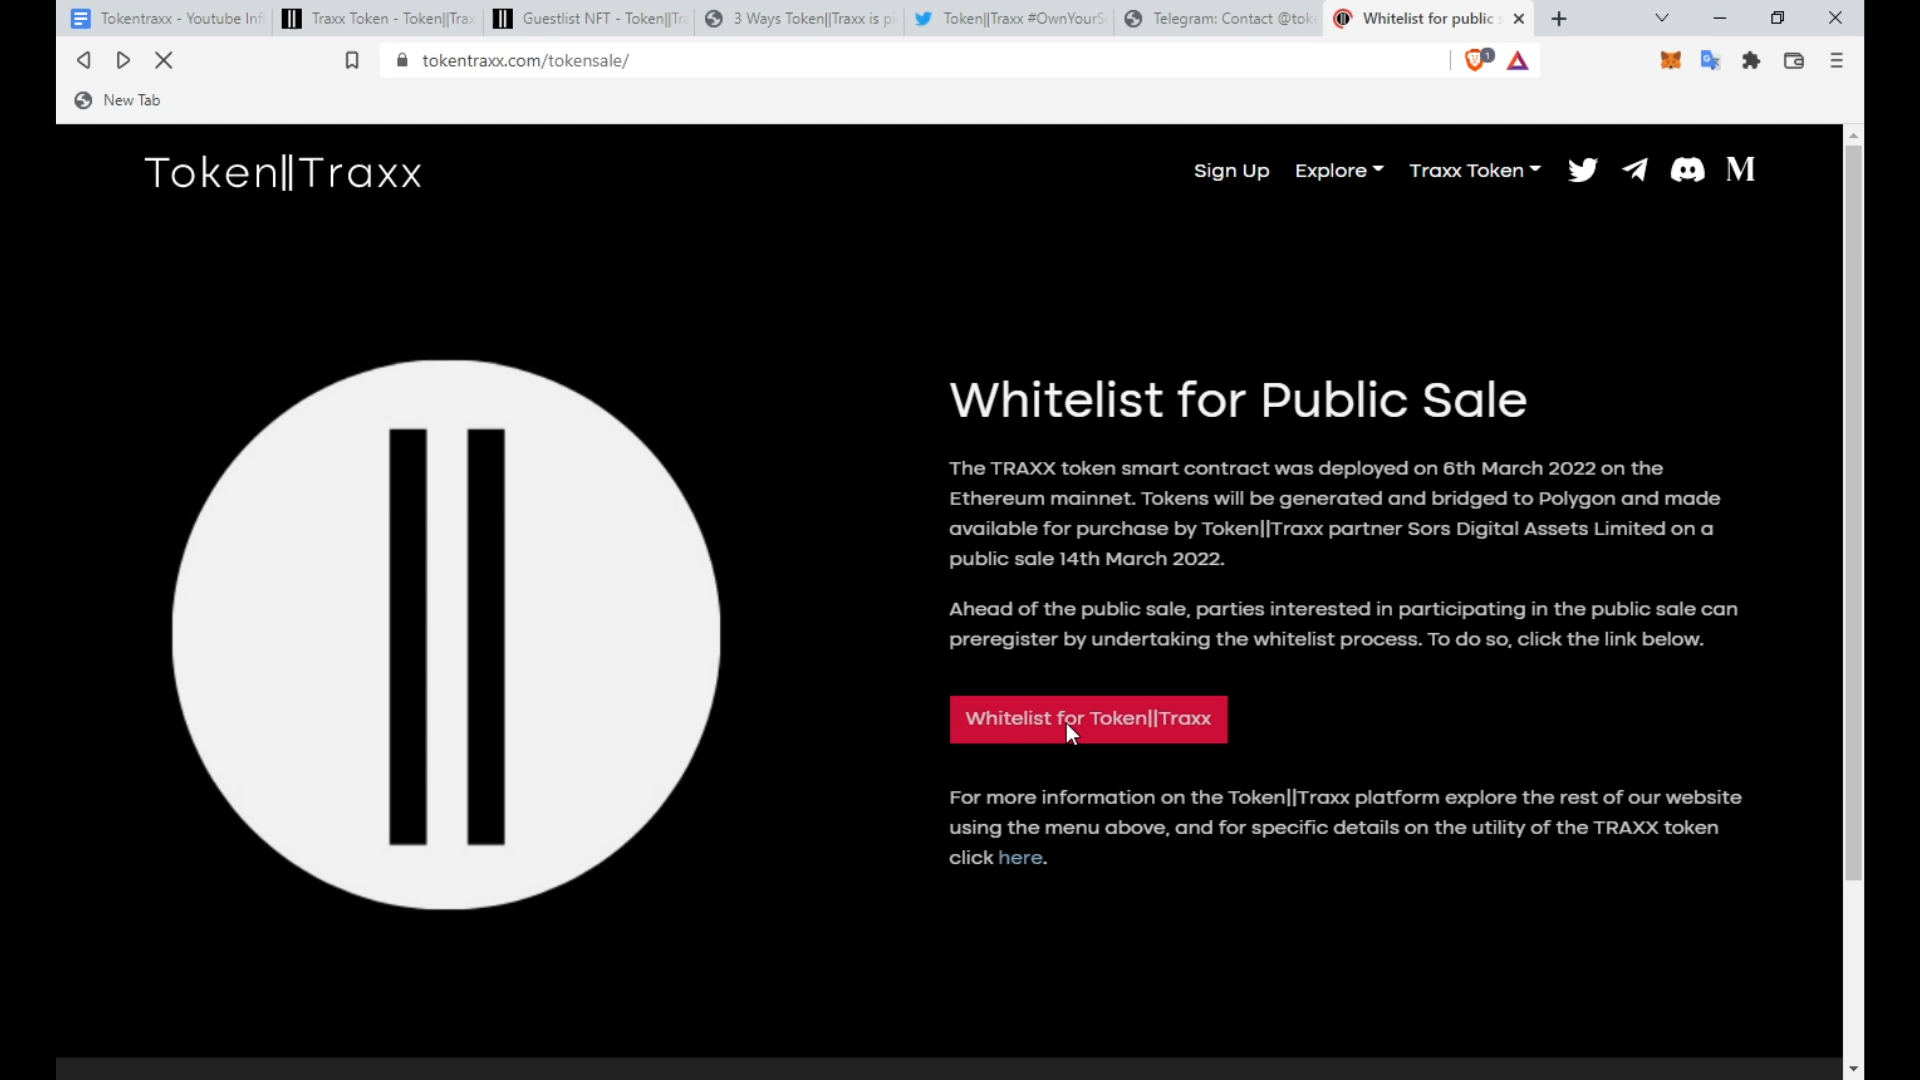 Tokentraxx - Youtube Inf
Traxx Token - Token||Trax
Guestlist NFT - Token||Tra
3 Ways Token||Traxx is pi
Token||Traxx #OwnYourS
Telegram: Contact @toke
Whitelist for public s
tokentraxx.com/tokensale/
1
New Tab
Token||Traxx
Sign Up
Explore
Traxx Token
Whitelist for Public Sale
The TRAXX token smart contract was deployed on 6th March 2022 on the
Ethereum mainnet. Tokens will be generated and bridged to Polygon and made
available for purchase by Token||Traxx partner Sors Digital Assets Limited on a
public sale 14th March 2022.
Ahead of the public sale, parties interested in participating in the public sale can
preregister by undertaking the whitelist process. To do so, click the link below.
Whitelist for Token||Traxx
For more information on the Token||Traxx platform explore the rest of our website
using the menu above, and for specific details on the utility of the TRAXX token
click here.